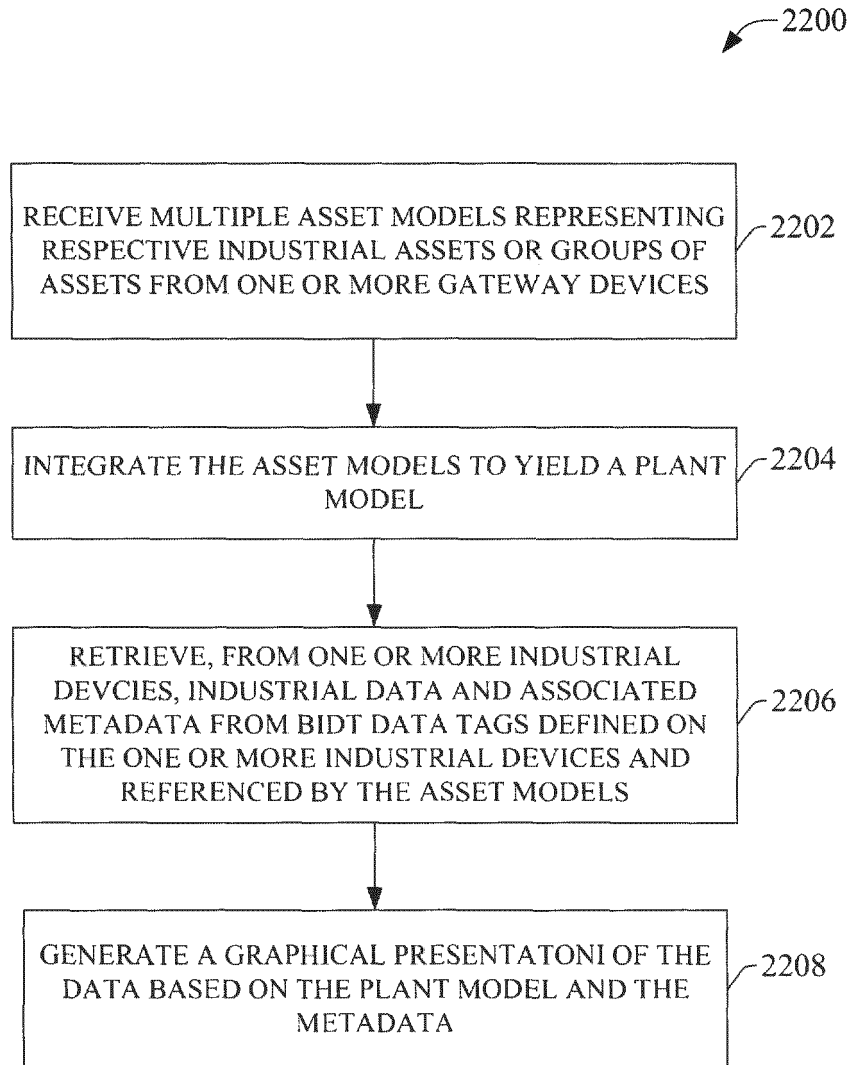 2200
RECEIVE MULTIPLE ASSET MODELS REPRESENTING
RESPECTIVE INDUSTRIAL ASSETS OR GROUPS OF
ASSETS FROM ONE OR MORE GATEWAY DEVICES
2202
INTEGRATE THE ASSET MODELS TO YIELD A PLANT
MODEL
2204
RETRIEVE, FROM ONE OR MORE INDUSTRIAL
DEVCIES, INDUSTRIAL DATA AND ASSOCIATED
METADATA FROM BIDT DATA TAGS DEFINED ON
THE ONE OR MORE INDUSTRIAL DEVICES AND
REFERENCED BY THE ASSET MODELS
2206
GENERATE A GRAPHICAL PRESENTATONI OF THE
DATA BASED ON THE PLANT MODEL AND THE
METADATA
2208